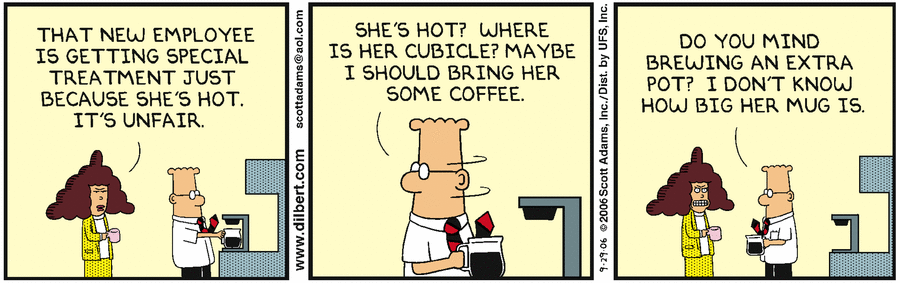 THAT NEW EMPLOYEE
IS GETTING SPECIAL
TREATMENT JUST
BECAUSE SHE'S HOT.
IT'S UNFAIR.
www.dilbert.com scottadams@aol.com
SHE'S HOT? WHERE
IS HER CUBICLE? MAYBE
I SHOULD BRING HER
SOME COFFEE.
9-29-06 ©2006 Scott Adams, Inc./Dist. by UFS, Inc.
DO YOU MIND
BREWING AN EXTRA
POT? I DON'T KNOW
HOW BIG HER MUG IS.